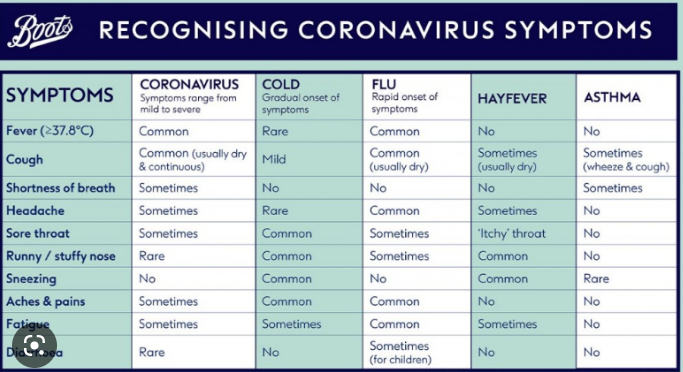 Boots RECOGNISING CORONAVIRUS SYMPTOMS
SYMPTOMS CORONAVIRUS Symptoms range from mild to severe COLD Gradual onset of symptoms FLU Rapid onset of symptoms HAYFEVER ASTHMA
Fever (≥37.8°C) Common Rare Common No No
Cough Common (usually dry & continuous) Mild Common (usually dry) Sometimes (usually dry) Sometimes (wheeze & cough)
Shortness of breath Sometimes No No No Sometimes
Headache Sometimes Rare Common Sometimes No
Sore throat Sometimes Common Sometimes 'Itchy' throat No
Runny / stuffy nose Rare Common Sometimes Common No
Sneezing No Common No Common Rare
Aches & pains Sometimes Common Common No No
Fatigue Sometimes Sometimes Common Sometimes No
Rare No Sometimes (for children) No No